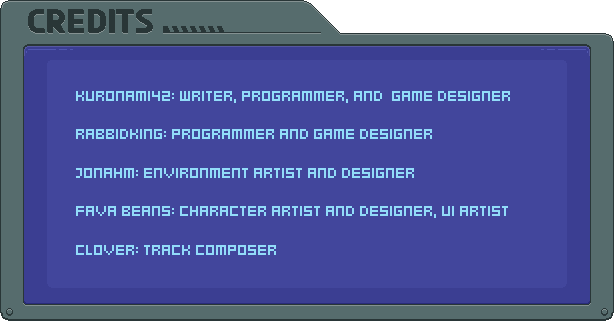 CREDITS
KURONAMI42: WRITER, PROGRAMMER, AND GAME DESIGNER
RABBIDKING: PROGRAMMER AND GAME DESIGNER
JONAHM: ENVIRONMENT ARTIST AND DESIGNER
FAVA BEANS: CHARACTER ARTIST AND DESIGNER, UI ARTIST
CLOVER: TRACK COMPOSER